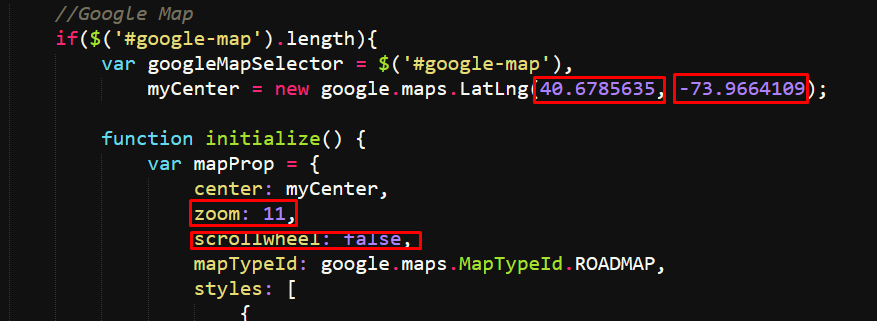 //Google Map
if($('#google-map').length){
var googleMapSelector = $('#google-map'),
myCenter = new google.maps.LatLng(40.6785635, -73.9664109);
function initialize() {
var mapProp = {
center: myCenter,
zoom: 11,
scrollwheel: false,
mapTypeId: google.maps.MapTypeId.ROADMAP,
styles: [
{